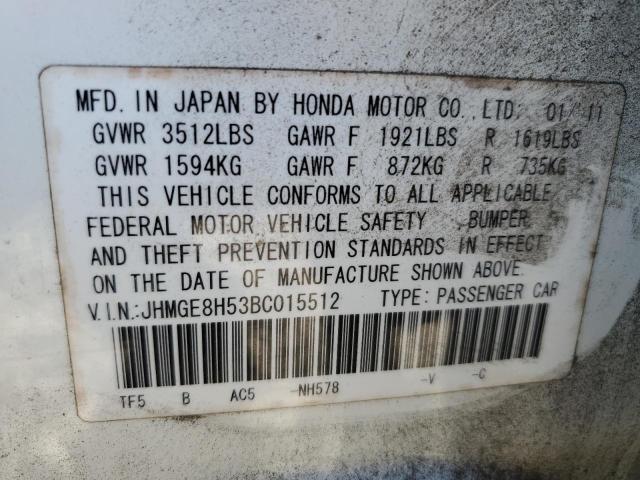 MFD. IN JAPAN BY HONDA MOTOR CO., LTD. 01/11
GVWR 3512LBS GAWR F 1921LBS R 1619LBS
GVWR 1594KG GAWR F 872KG R 735KG
THIS VEHICLE CONFORMS TO ALL APPLICABLE
FEDERAL MOTOR VEHICLE SAFETY , BUMPER,
AND THEFT PREVENTION STANDARDS IN EFFECT
ON THE DATE OF MANUFACTURE SHOWN ABOVE.
V.I.N.:JHMGE8H53BC015512 TYPE: PASSENGER CAR
TF5 B AC5 -NH578 -V -C